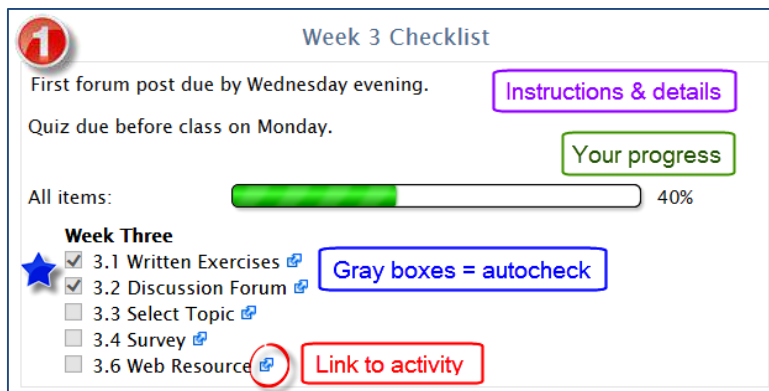 1
Week 3 Checklist
First forum post due by Wednesday evening.
Instructions & details
Quiz due before class on Monday.
Your progress
All items:
40%
Week Three
3.1 Written Exercises
Gray boxes = autocheck
3.2 Discussion Forum
3.3 Select Topic
3.4 Survey
3.6 Web Resource
Link to activity